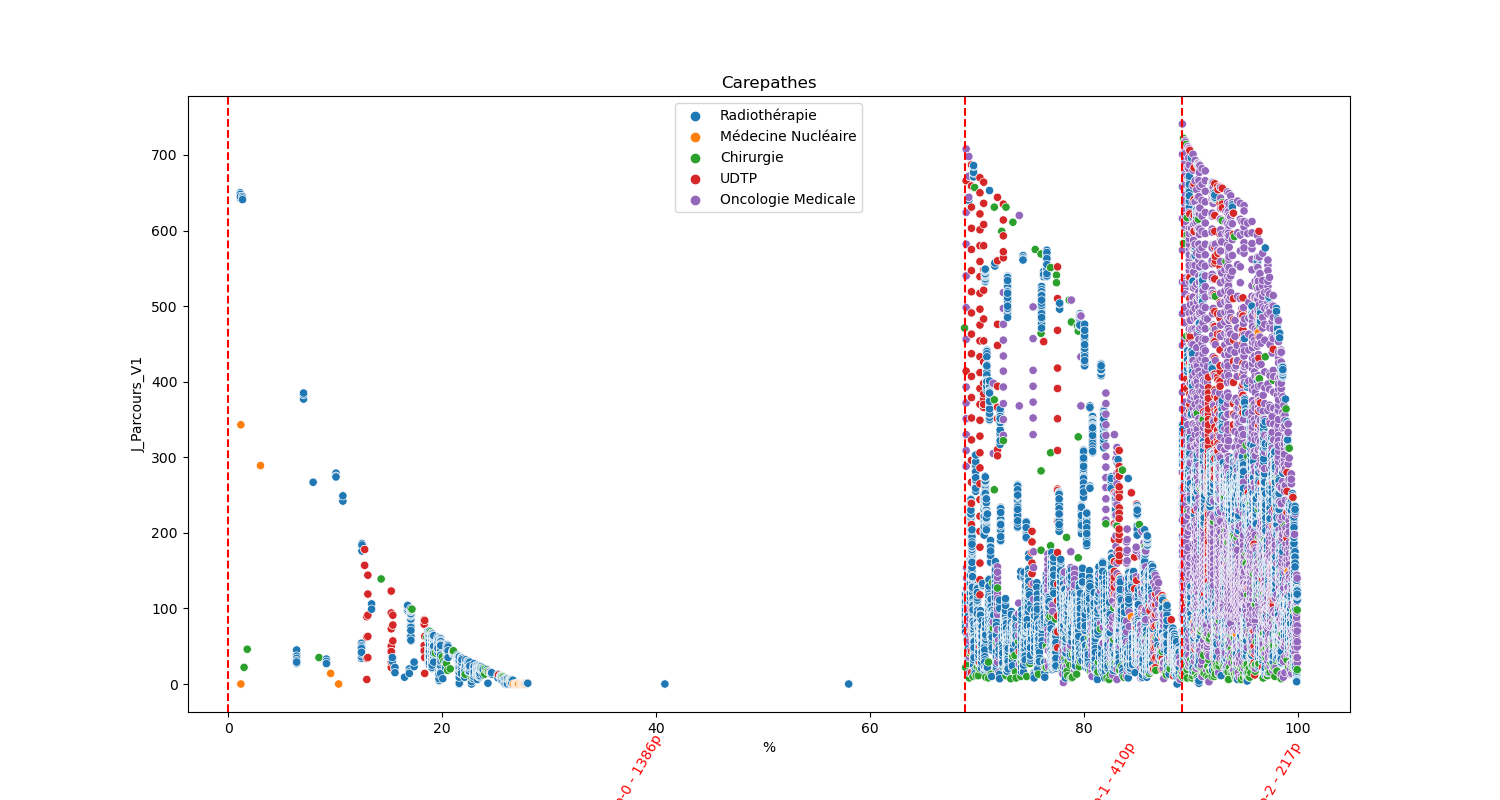 Carepathes
Radiothérapie
Médecine Nucléaire
Chirurgie
UDTP
Oncologie Medicale
J_Parcours_V1
700
600
500
400
300
200
100
0
0
20
40
60
80
100
%
-0 - 1386p
-1 - 410p
-2 - 217p